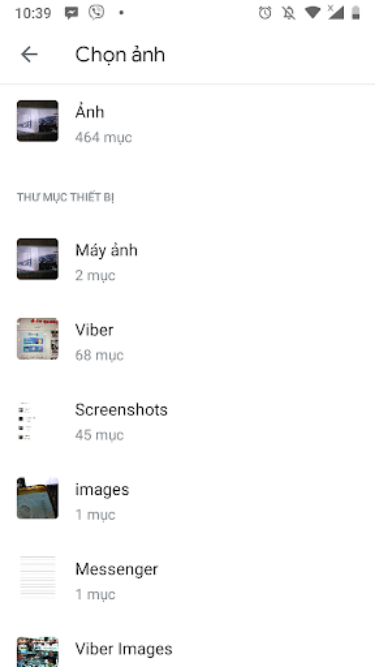 10:39
Chọn ảnh
Ảnh
464 mục
THƯ MỤC THIẾT BỊ
Máy ảnh
2 mục
Viber
68 mục
Screenshots
45 mục
images
1 mục
Messenger
1 mục
Viber Images